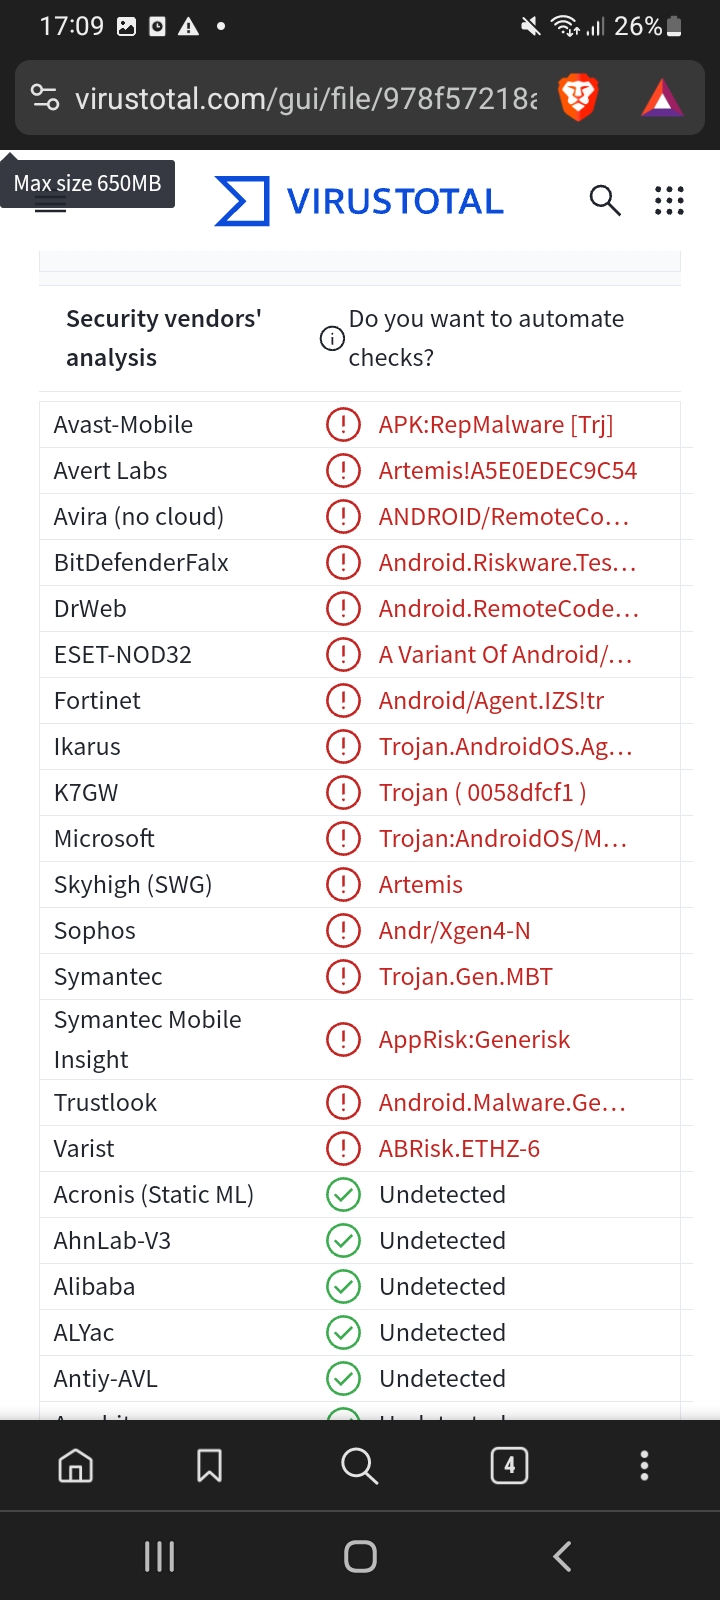 17:09
26%
virustotal.com/gui/file/978f57218
Max size 650MB
VIRUSTOTAL
Security vendors' analysis
Do you want to automate checks?
Avast-Mobile APK:RepMalware [Trj]
Avert Labs Artemis!A5E0EDEC9C54
Avira (no cloud) ANDROID/RemoteCo...
BitDefenderFalx Android.Riskware.Tes...
DrWeb Android.RemoteCode...
ESET-NOD32 A Variant Of Android/...
Fortinet Android/Agent.IZS!tr
Ikarus Trojan.AndroidOS.Ag...
K7GW Trojan ( 0058dfcf1 )
Microsoft Trojan:AndroidOS/M...
Skyhigh (SWG) Artemis
Sophos Andr/Xgen4-N
Symantec Trojan.Gen.MBT
Symantec Mobile Insight AppRisk:Generisk
Trustlook Android.Malware.Ge...
Varist ABRisk.ETHZ-6
Acronis (Static ML) Undetected
AhnLab-V3 Undetected
Alibaba Undetected
ALYac Undetected
Antiy-AVL Undetected
4